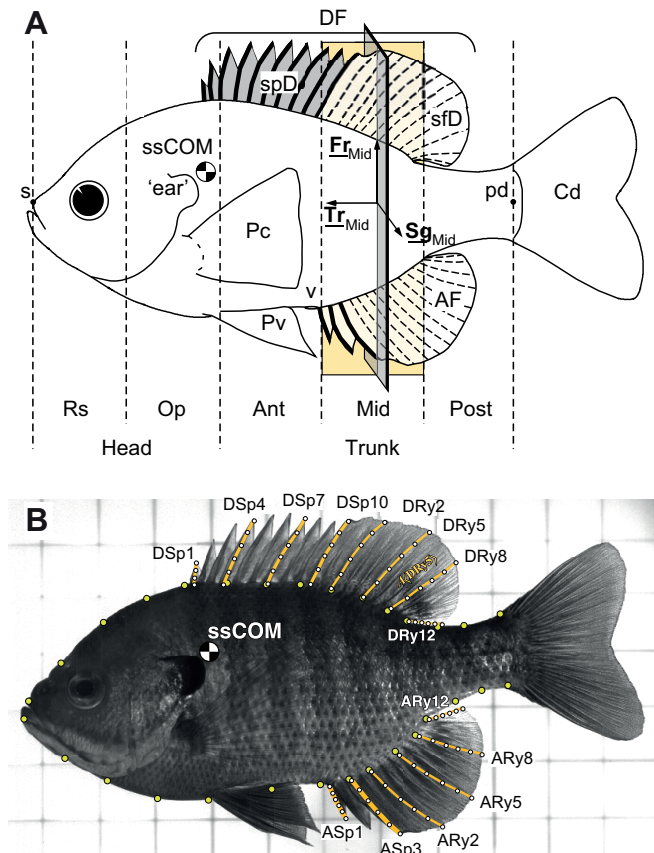 A
DF
spD
sfD
ssCOM
Fr Mid
s
'ear'
pd
Cd
Tr Mid
Sg Mid
Pc
v
AF
Pv
Rs
Op
Ant
Mid
Post
Head
Trunk
B
DSp4
DSp7
DSp10
DRy2
DRy5
DSp1
DRy8
ssCOM
DRy12
ARy12
ARy8
ARy5
ASp1
ARy2
ASp3